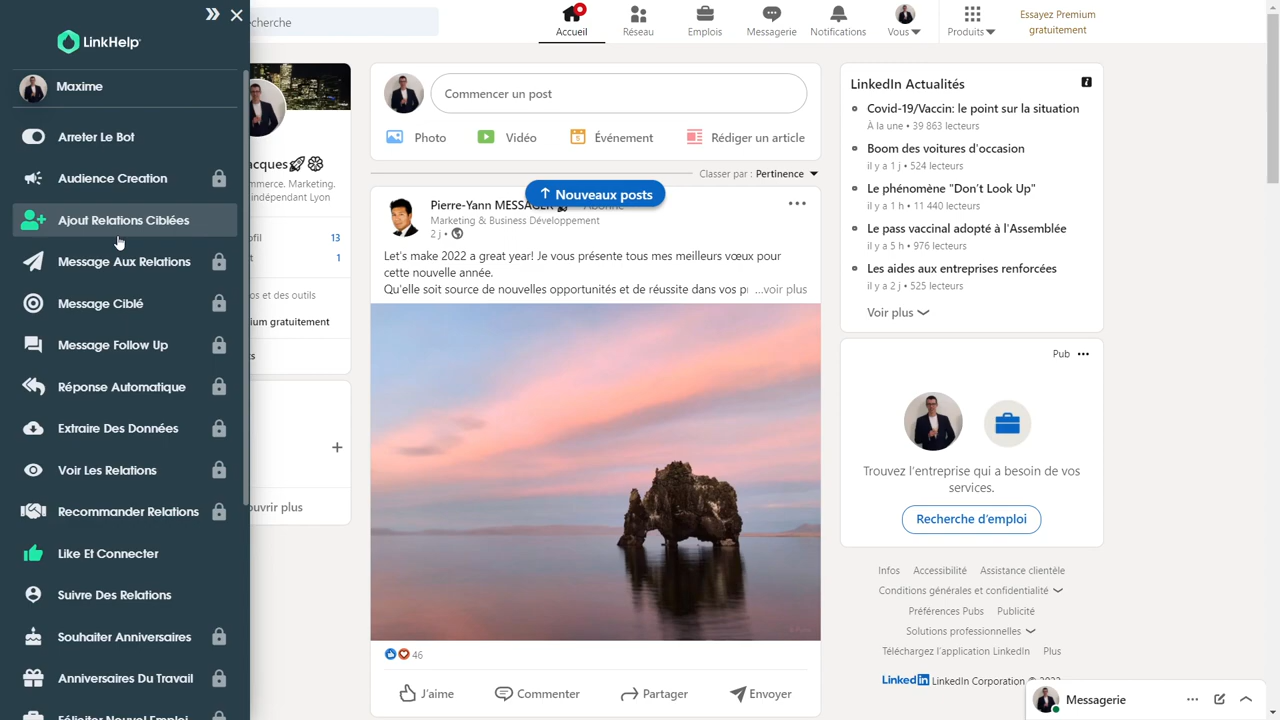 LinkHelp
Maxime
Arreter Le Bot
Audience Creation
Ajout Relations Ciblées
Message Aux Relations
Message Ciblé
Message Follow Up
Réponse Automatique
Extraire Des Données
Voir Les Relations
Recommander Relations
Like Et Connecter
Suivre Des Relations
Souhaiter Anniversaires
Anniversaires Du Travail
Féliciter Nouvel Emploi
cherche
Accueil
Réseau
Emplois
Messagerie
Notifications
Vous
Produits
Essayez Premium
gratuitement
acques
mmerce. Marketing.
indépendant Lyon
ofil 13
t 1
os et des outils
ium gratuitement
ts
ouvrir plus
Commencer un post
Photo
Vidéo
Événement
Rédiger un article
Classer par : Pertinence
Nouveaux posts
Pierre-Yann MESSAGER
Marketing & Business Développement
2 j •
Let's make 2022 a great year! Je vous présente tous mes meilleurs vœux pour
cette nouvelle année.
Qu'elle soit source de nouvelles opportunités et de réussite dans vos p ...voir plus
46
J'aime
Commenter
Partager
Envoyer
LinkedIn Actualités
Covid-19/Vaccin: le point sur la situation
À la une • 39 863 lecteurs
Boom des voitures d'occasion
il y a 1 j • 524 lecteurs
Le phénomène "Don't Look Up"
il y a 1 h • 11 440 lecteurs
Le pass vaccinal adopté à l'Assemblée
il y a 5 h • 976 lecteurs
Les aides aux entreprises renforcées
il y a 2 j • 525 lecteurs
Voir plus
Pub
Trouvez l'entreprise qui a besoin de vos
services.
Recherche d'emploi
Infos Accessibilité Assistance clientèle
Conditions générales et confidentialité
Préférences Pubs Publicité
Solutions professionnelles
Téléchargez l'application LinkedIn Plus
LinkedIn LinkedIn Corporation
Messagerie